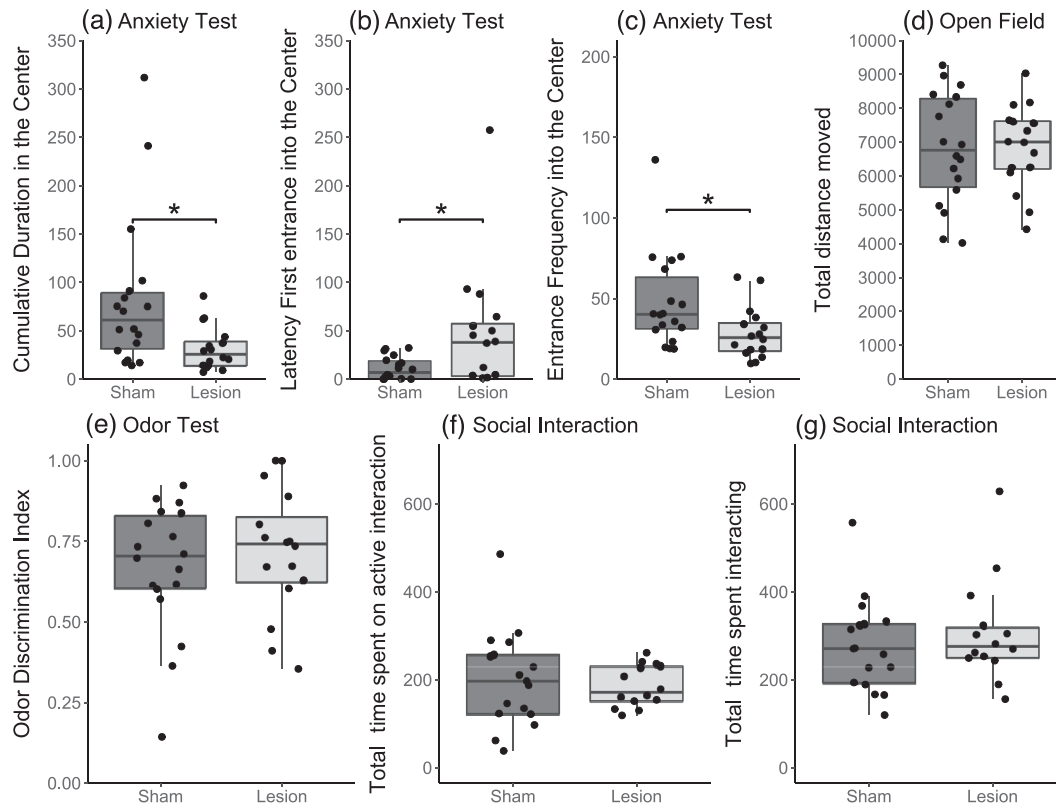 (a) Anxiety Test
Cumulative Duration in the Center
350
300
250
200
150
100
50
0
*
Sham Lesion
(b) Anxiety Test
Latency First entrance into the Center
350
300
250
200
150
100
50
0
*
Sham Lesion
(c) Anxiety Test
Entrance Frequency into the Center
200
150
100
50
0
*
Sham Lesion
(d) Open Field
Total distance moved
10000
9000
8000
7000
6000
5000
4000
3000
2000
1000
0
Sham Lesion
(e) Odor Test
Odor Discrimination Index
1.00
0.75
0.50
0.25
0.00
Sham Lesion
(f) Social Interaction
Total time spent on active interaction
600
400
200
0
Sham Lesion
(g) Social Interaction
Total time spent interacting
600
400
200
0
Sham Lesion